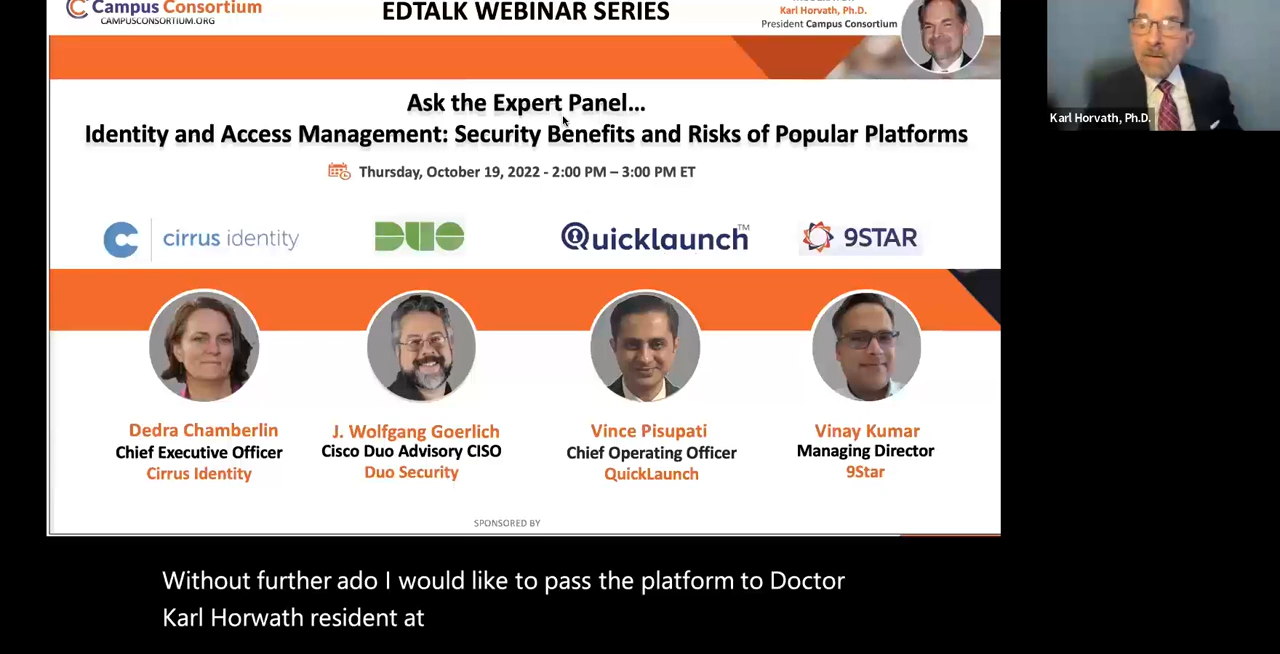 Campus Consortium
CAMPUSCONSORTIUM.ORG
EDTALK WEBINAR SERIES
Karl Horvath, Ph.D.
President Campus Consortium
Karl Horvath, Ph.D.
Ask the Expert Panel...
Identity and Access Management: Security Benefits and Risks of Popular Platforms
Thursday, October 19, 2022 - 2:00 PM – 3:00 PM ET
cirrus identity
DUO
Quicklaunch™
9STAR
Dedra Chamberlin
Chief Executive Officer
Cirrus Identity
J. Wolfgang Goerlich
Cisco Duo Advisory CISO
Duo Security
Vince Pisupati
Chief Operating Officer
QuickLaunch
Vinay Kumar
Managing Director
9Star
SPONSORED BY
Without further ado I would like to pass the platform to Doctor
Karl Horwath resident at